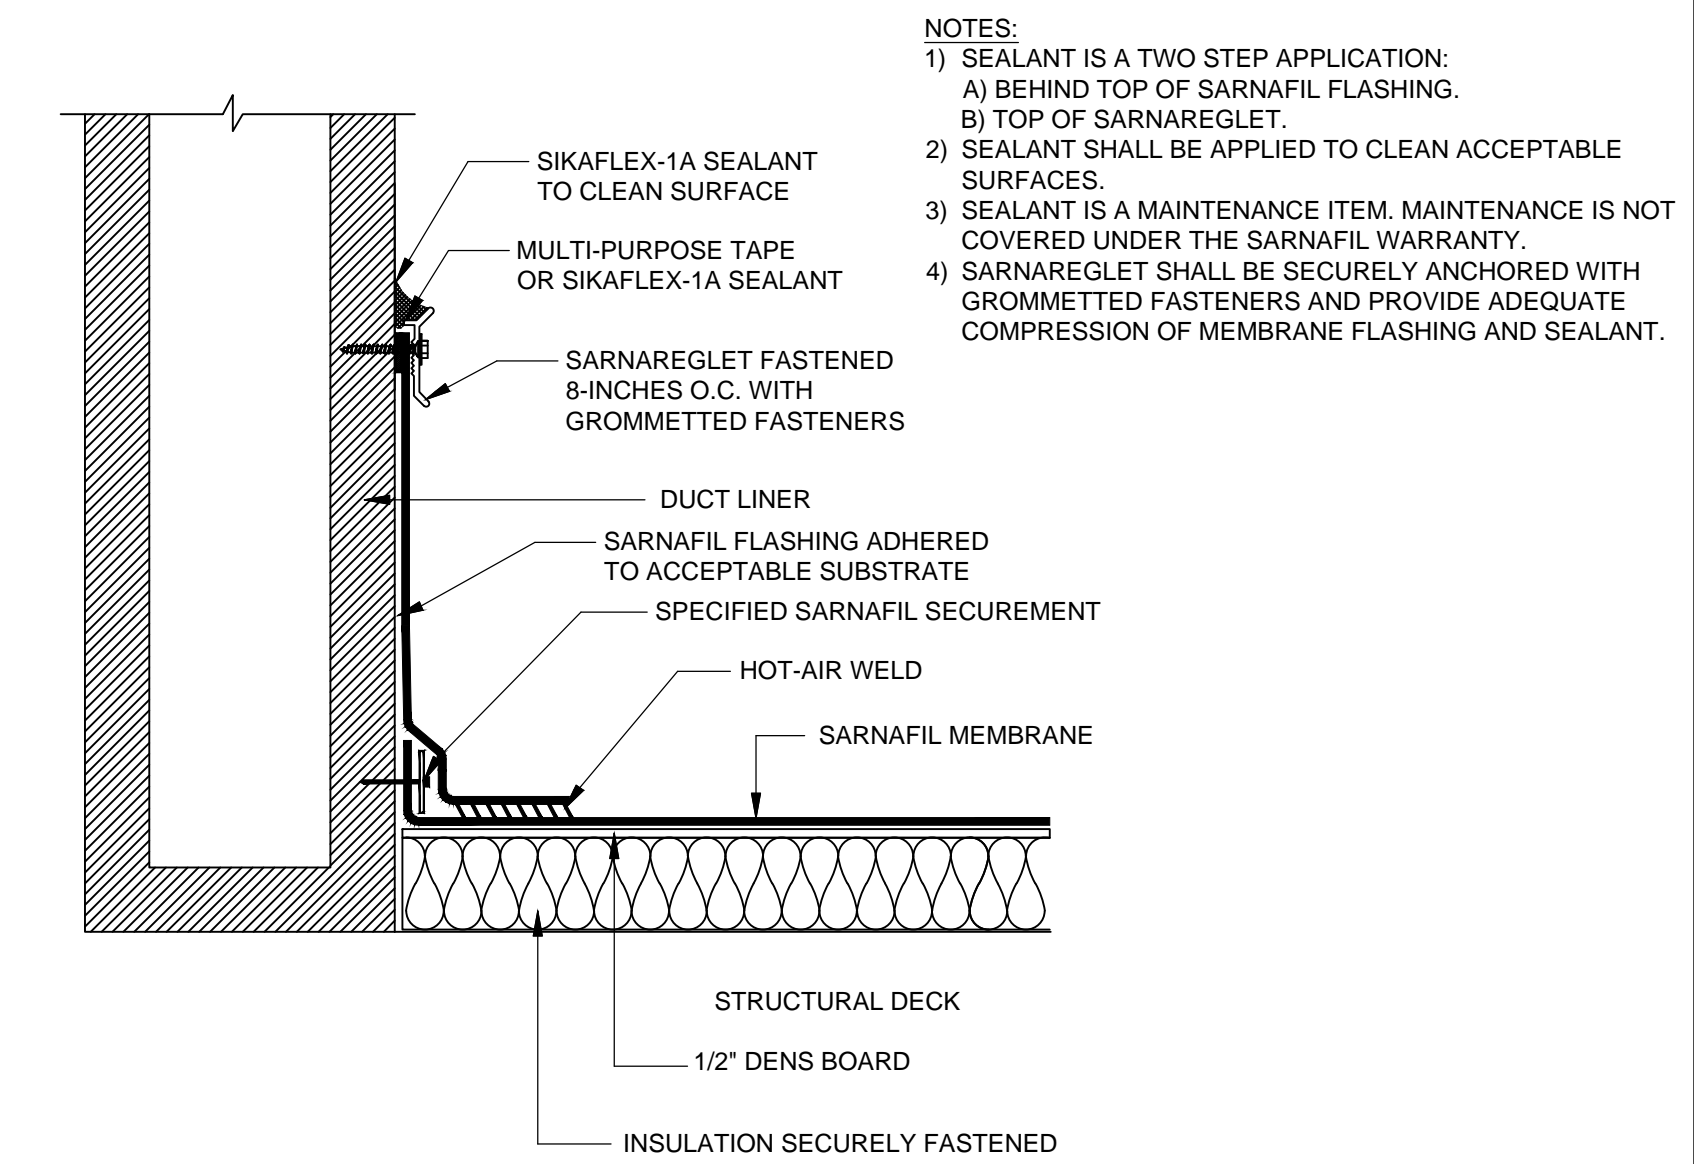 NOTES:
1) SEALANT IS A TWO STEP APPLICATION:
A) BEHIND TOP OF SARNAFIL FLASHING.
B) TOP OF SARNAREGLET.
2) SEALANT SHALL BE APPLIED TO CLEAN ACCEPTABLE
SURFACES.
3) SEALANT IS A MAINTENANCE ITEM. MAINTENANCE IS NOT
COVERED UNDER THE SARNAFIL WARRANTY.
4) SARNAREGLET SHALL BE SECURELY ANCHORED WITH
GROMMETTED FASTENERS AND PROVIDE ADEQUATE
COMPRESSION OF MEMBRANE FLASHING AND SEALANT.
SIKAFLEX-1A SEALANT
TO CLEAN SURFACE
MULTI-PURPOSE TAPE
OR SIKAFLEX-1A SEALANT
SARNAREGLET FASTENED
8-INCHES O.C. WITH
GROMMETTED FASTENERS
DUCT LINER
SARNAFIL FLASHING ADHERED
TO ACCEPTABLE SUBSTRATE
SPECIFIED SARNAFIL SECUREMENT
HOT-AIR WELD
SARNAFIL MEMBRANE
STRUCTURAL DECK
1/2" DENS BOARD
INSULATION SECURELY FASTENED